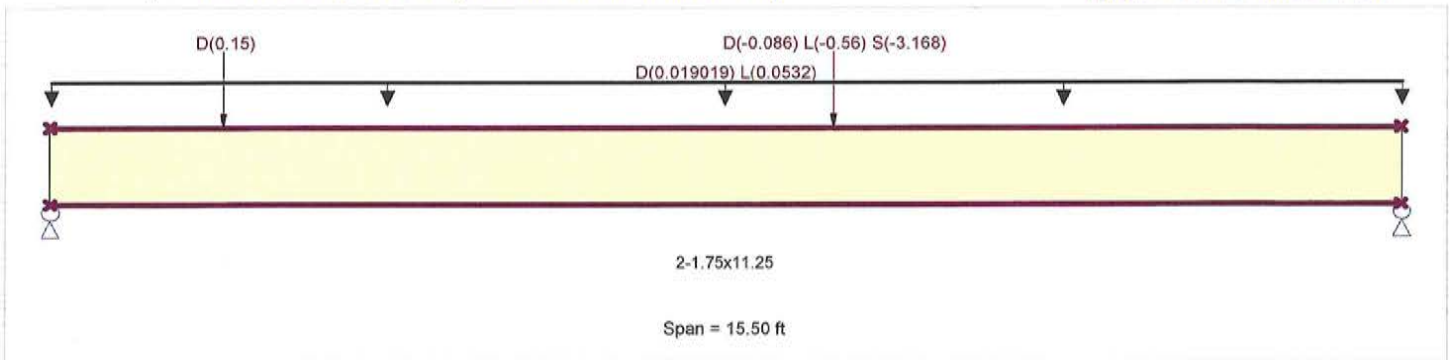 D(0.15)
D(-0.086) L(-0.56) S(-3.168)
D(0.019019) L(0.0532)
2-1.75x11.25
Span = 15.50 ft